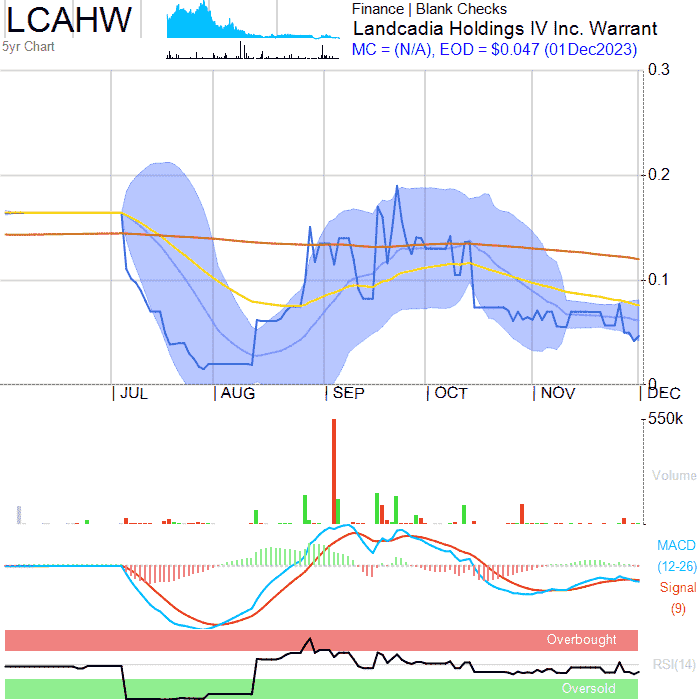 LCAHW
5yr Chart
Finance | Blank Checks
Landcadia Holdings IV Inc. Warrant
MC = (N/A), EOD = $0.047 (01Dec2023)
0.3
0.2
0.1
0
JUL AUG SEP OCT NOV DEC
550k
Volume
MACD
(12-26)
Signal
(9)
Overbought
RSI(14)
Oversold